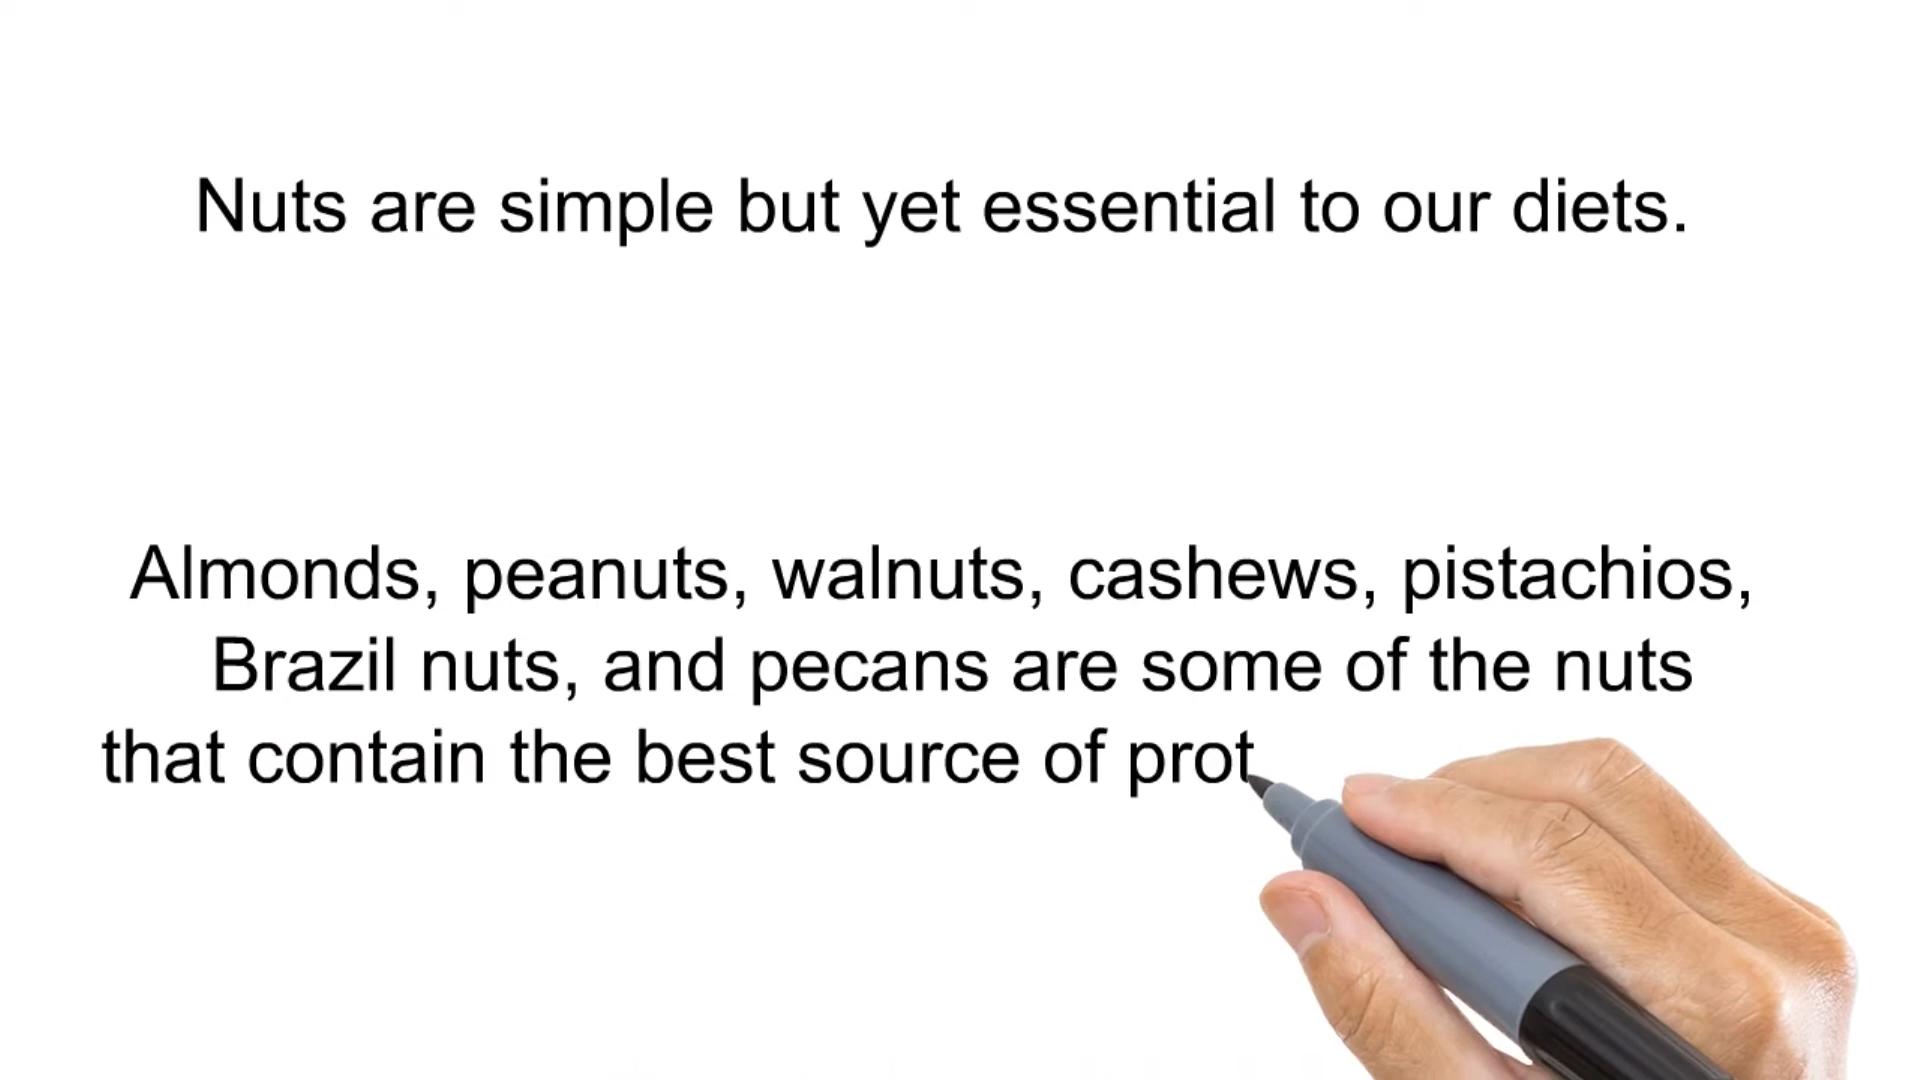 Nuts are simple but yet essential to our diets.
Almonds, peanuts, walnuts, cashews, pistachios,
Brazil nuts, and pecans are some of the nuts
that contain the best source of prot